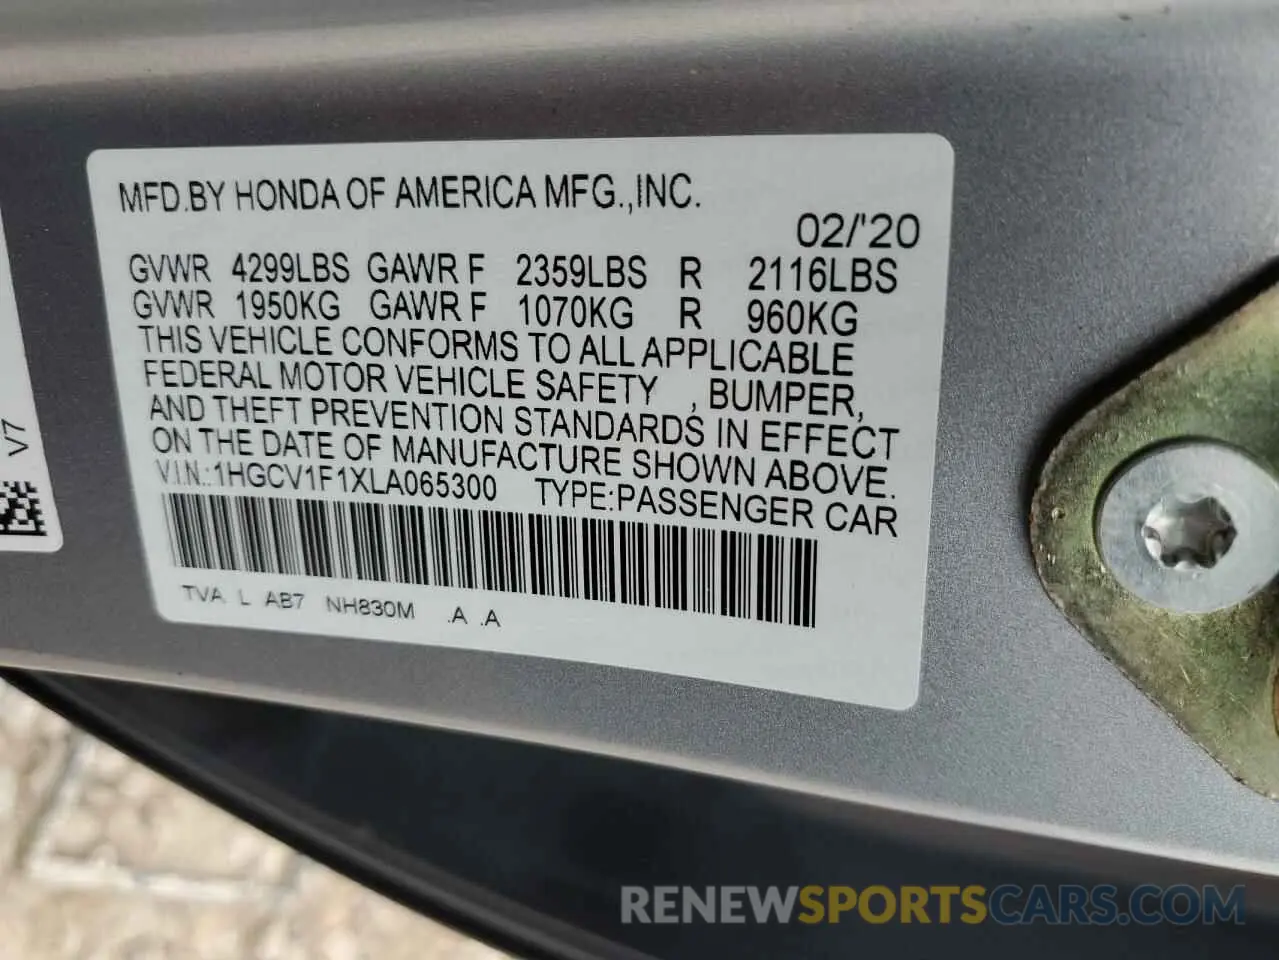 MFD.BY HONDA OF AMERICA MFG.,INC.
02/'20
GVWR 4299LBS GAWR F 2359LBS R 2116LBS
GVWR 1950KG GAWR F 1070KG R 960KG
THIS VEHICLE CONFORMS TO ALL APPLICABLE
FEDERAL MOTOR VEHICLE SAFETY , BUMPER,
AND THEFT PREVENTION STANDARDS IN EFFECT
ON THE DATE OF MANUFACTURE SHOWN ABOVE.
V.I.N.:1HGCV1F1XLA065300 TYPE:PASSENGER CAR
TVA L AB7 NH830M .A .A
V7
RENEWSPORTSCARS.COM